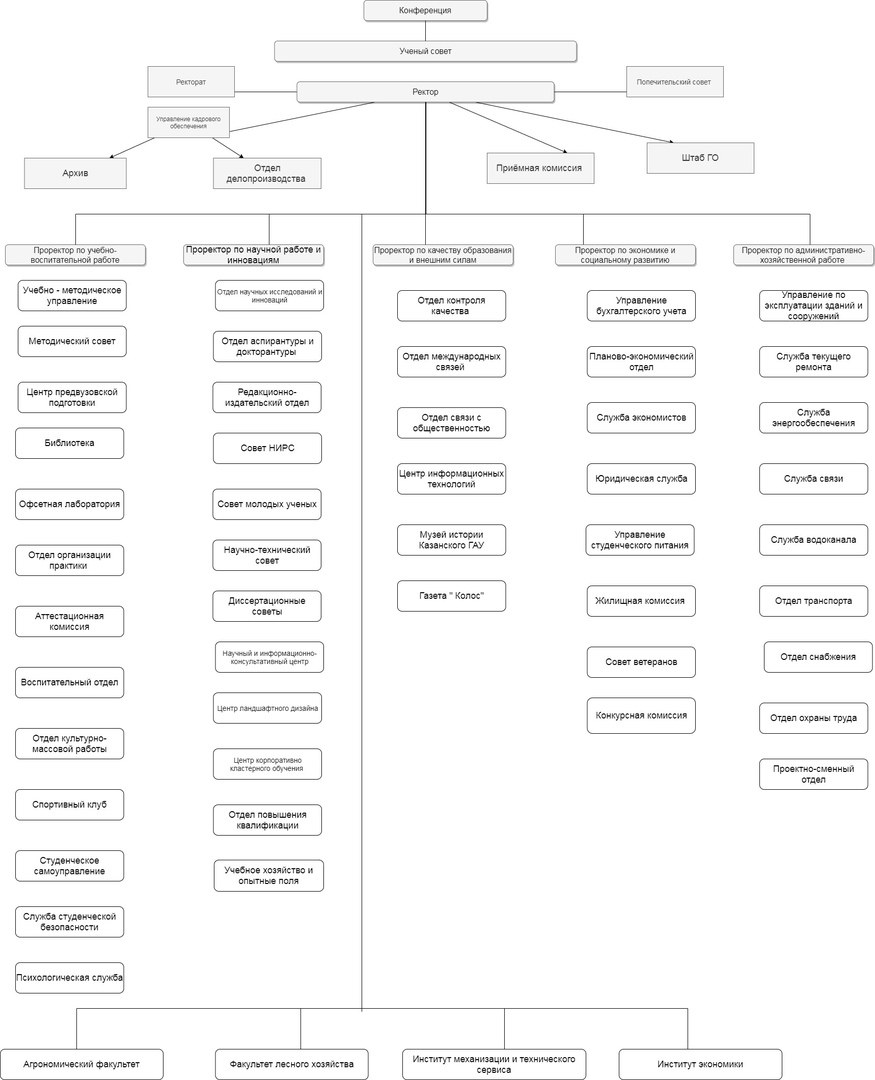 Конференция
Ученый совет
Ректорат
Ректор
Попечительский совет
Управление кадрового
обеспечения
Архив
Отдел
делопроизводства
Приёмная комиссия
Штаб ГО
Проректор по учебно-
воспитательной работе
Проректор по научной работе и
инновациям
Проректор по качеству образования
и внешним силам
Проректор по экономике и
социальному развитию
Проректор по административно-
хозяйственной работе
Учебно - методическое
управление
Методический совет
Центр предвузовской
подготовки
Библиотека
Офсетная лаборатория
Отдел организации
практики
Аттестационная
комиссия
Воспитательный отдел
Отдел культурно-
массовой работы
Спортивный клуб
Студенческое
самоуправление
Служба студенческой
безопасности
Психологическая служба
Отдел научных исследований и
инноваций
Отдел аспирантуры и
докторантуры
Редакционно-
издательский отдел
Совет НИРС
Совет молодых ученых
Научно-технический
совет
Диссертационные
советы
Научный и информационно-
консультативный центр
Центр ландшафтного дизайна
Центр корпоративно
кластерного обучения
Отдел повышения
квалификации
Учебное хозяйство и
опытные поля
Отдел контроля
качества
Отдел международных
связей
Отдел связи с
общественностью
Центр информационных
технологий
Музей истории
Казанского ГАУ
Газета " Колос"
Управление
бухгалтерского учета
Планово-экономический
отдел
Служба экономистов
Юридическая служба
Управление
студенческого питания
Жилищная комиссия
Совет ветеранов
Конкурсная комиссия
Управление по
эксплуатации зданий и
сооружений
Служба текущего
ремонта
Служба
энергообеспечения
Служба связи
Служба водоканала
Отдел транспорта
Отдел снабжения
Отдел охраны труда
Проектно-сменный
отдел
Агрономический факультет
Факультет лесного хозяйства
Институт механизации и технического
сервиса
Институт экономики